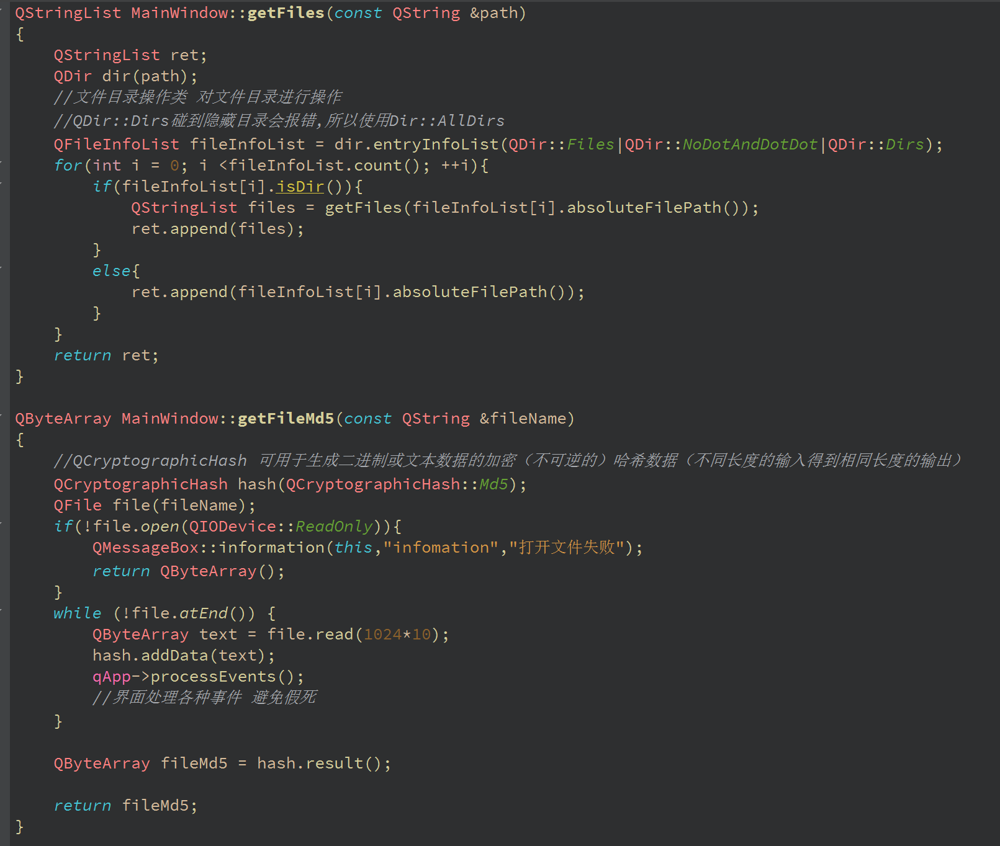 QStringList MainWindow::getFiles(const QString &path)
{
    QStringList ret;
    QDir dir(path);
    //文件目录操作类 对文件目录进行操作
    //QDir::Dirs碰到隐藏目录会报错,所以使用Dir::AllDirs
    QFileInfoList fileInfoList = dir.entryInfoList(QDir::Files|QDir::NoDotAndDotDot|QDir::Dirs);
    for(int i = 0; i <fileInfoList.count(); ++i){
        if(fileInfoList[i].isDir()){
            QStringList files = getFiles(fileInfoList[i].absoluteFilePath());
            ret.append(files);
        }
        else{
            ret.append(fileInfoList[i].absoluteFilePath());
        }
    }
    return ret;
}

QByteArray MainWindow::getFileMd5(const QString &fileName)
{
    //QCryptographicHash 可用于生成二进制或文本数据的加密（不可逆的）哈希数据（不同长度的输入得到相同长度的输出）
    QCryptographicHash hash(QCryptographicHash::Md5);
    QFile file(fileName);
    if(!file.open(QIODevice::ReadOnly)){
        QMessageBox::information(this,"infomation","打开文件失败");
        return QByteArray();
    }
    while (!file.atEnd()) {
        QByteArray text = file.read(1024*10);
        hash.addData(text);
        qApp->processEvents();
        //界面处理各种事件 避免假死
    }

    QByteArray fileMd5 = hash.result();

    return fileMd5;
}